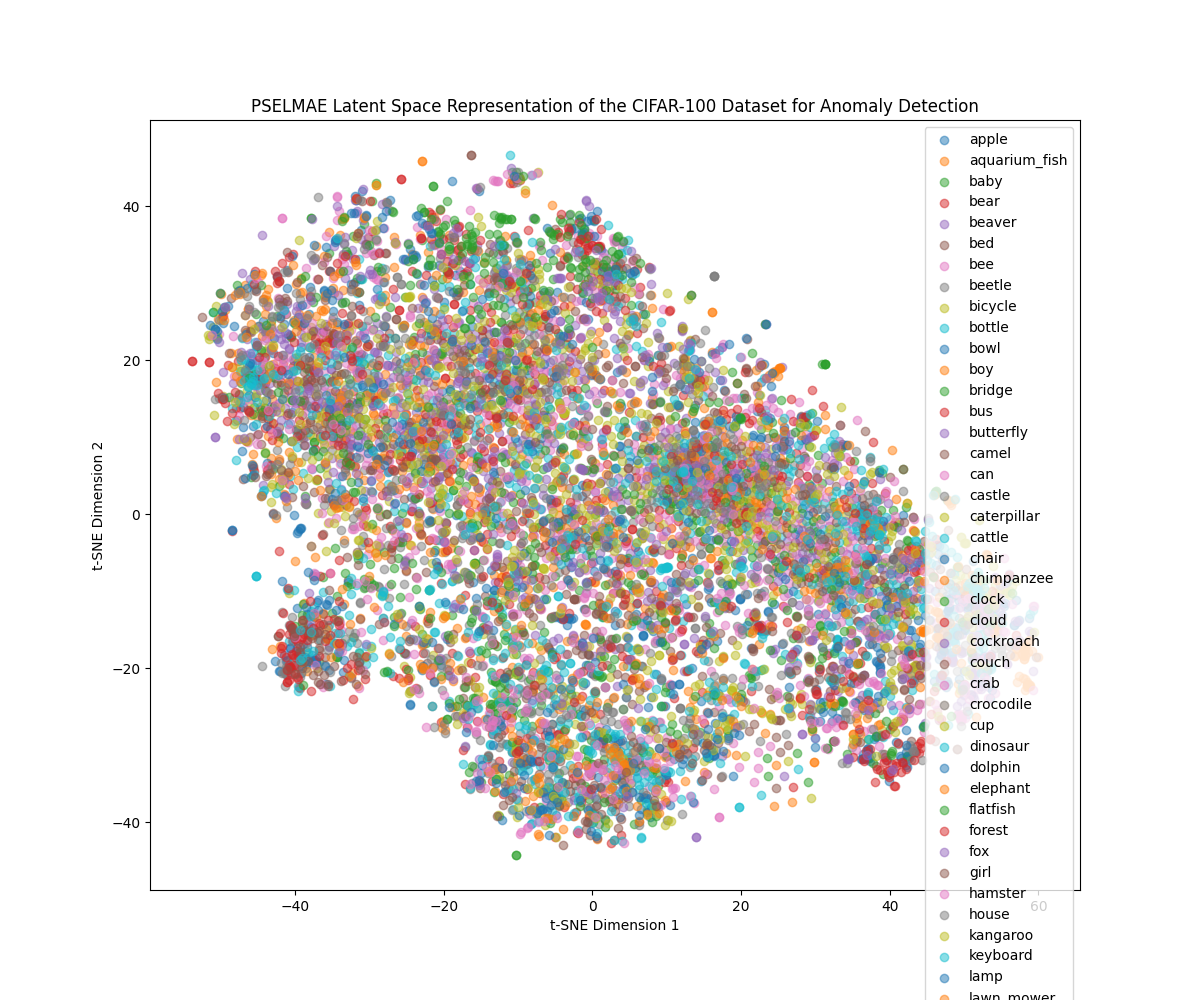 PSELMAE Latent Space Representation of the CIFAR-100 Dataset for Anomaly Detection
apple
aquarium_fish
baby
bear
beaver
bed
bee
beetle
bicycle
bottle
bowl
boy
bridge
bus
butterfly
camel
can
castle
caterpillar
cattle
chair
chimpanzee
clock
cloud
cockroach
couch
crab
crocodile
cup
dinosaur
dolphin
elephant
flatfish
forest
fox
girl
hamster
house
kangaroo
keyboard
lamp
lawn_mower
40
20
0
−20
−40
t-SNE Dimension 2
−40
−20
0
20
40
60
t-SNE Dimension 1